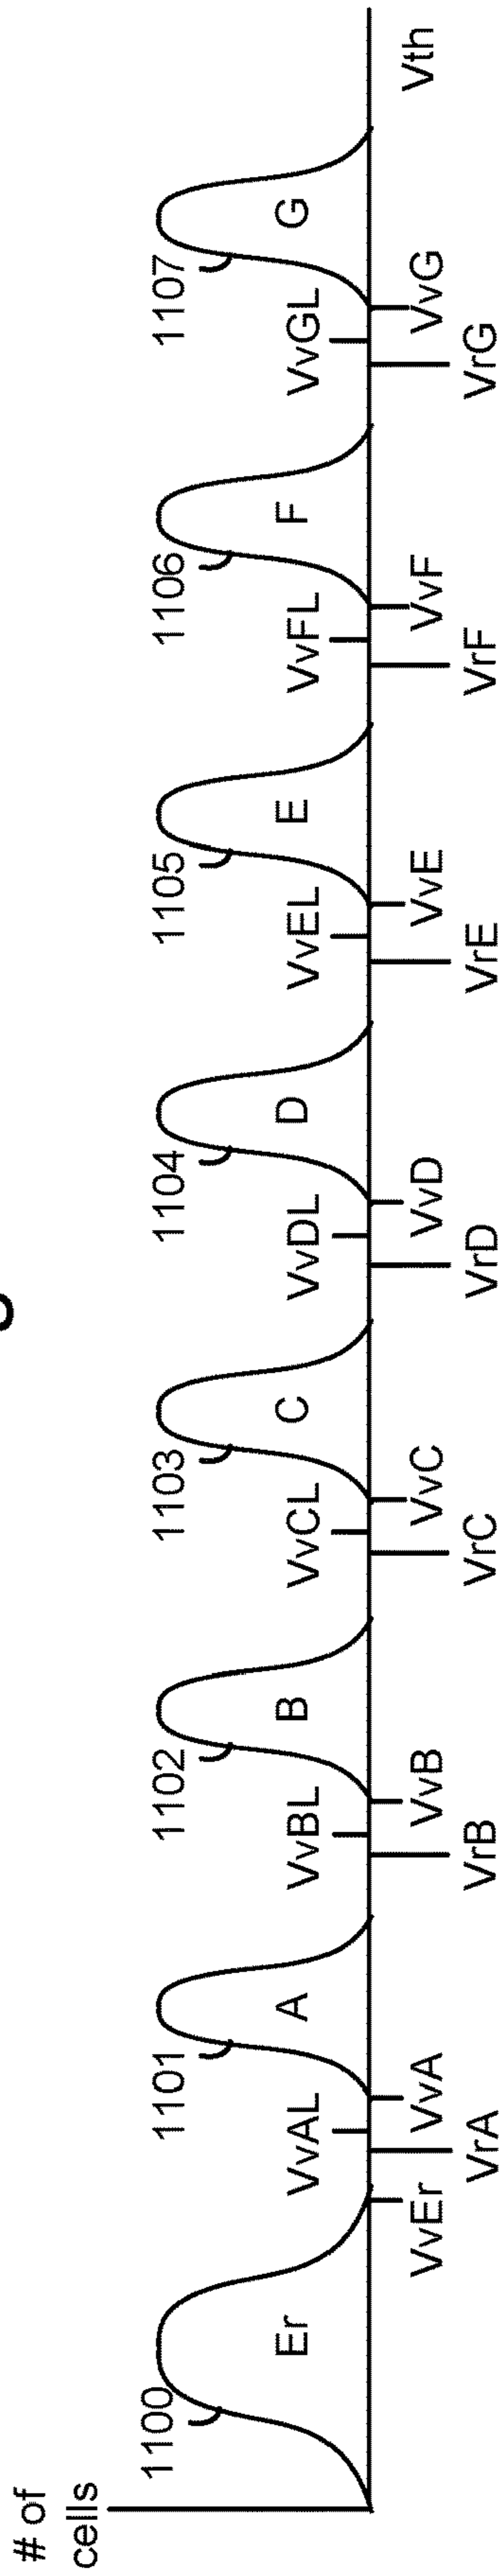 # of
cells
1100
1101
1102
1103
1104
1105
1106
1107
Er
A
B
C
D
E
F
G
VvAL
VvBL
VvCL
VvDL
VvEL
VvFL
VvGL
Vth
VvEr
VvA
VvB
VvC
VvD
VvE
VvF
VvG
VrA
VrB
VrC
VrD
VrE
VrF
VrG